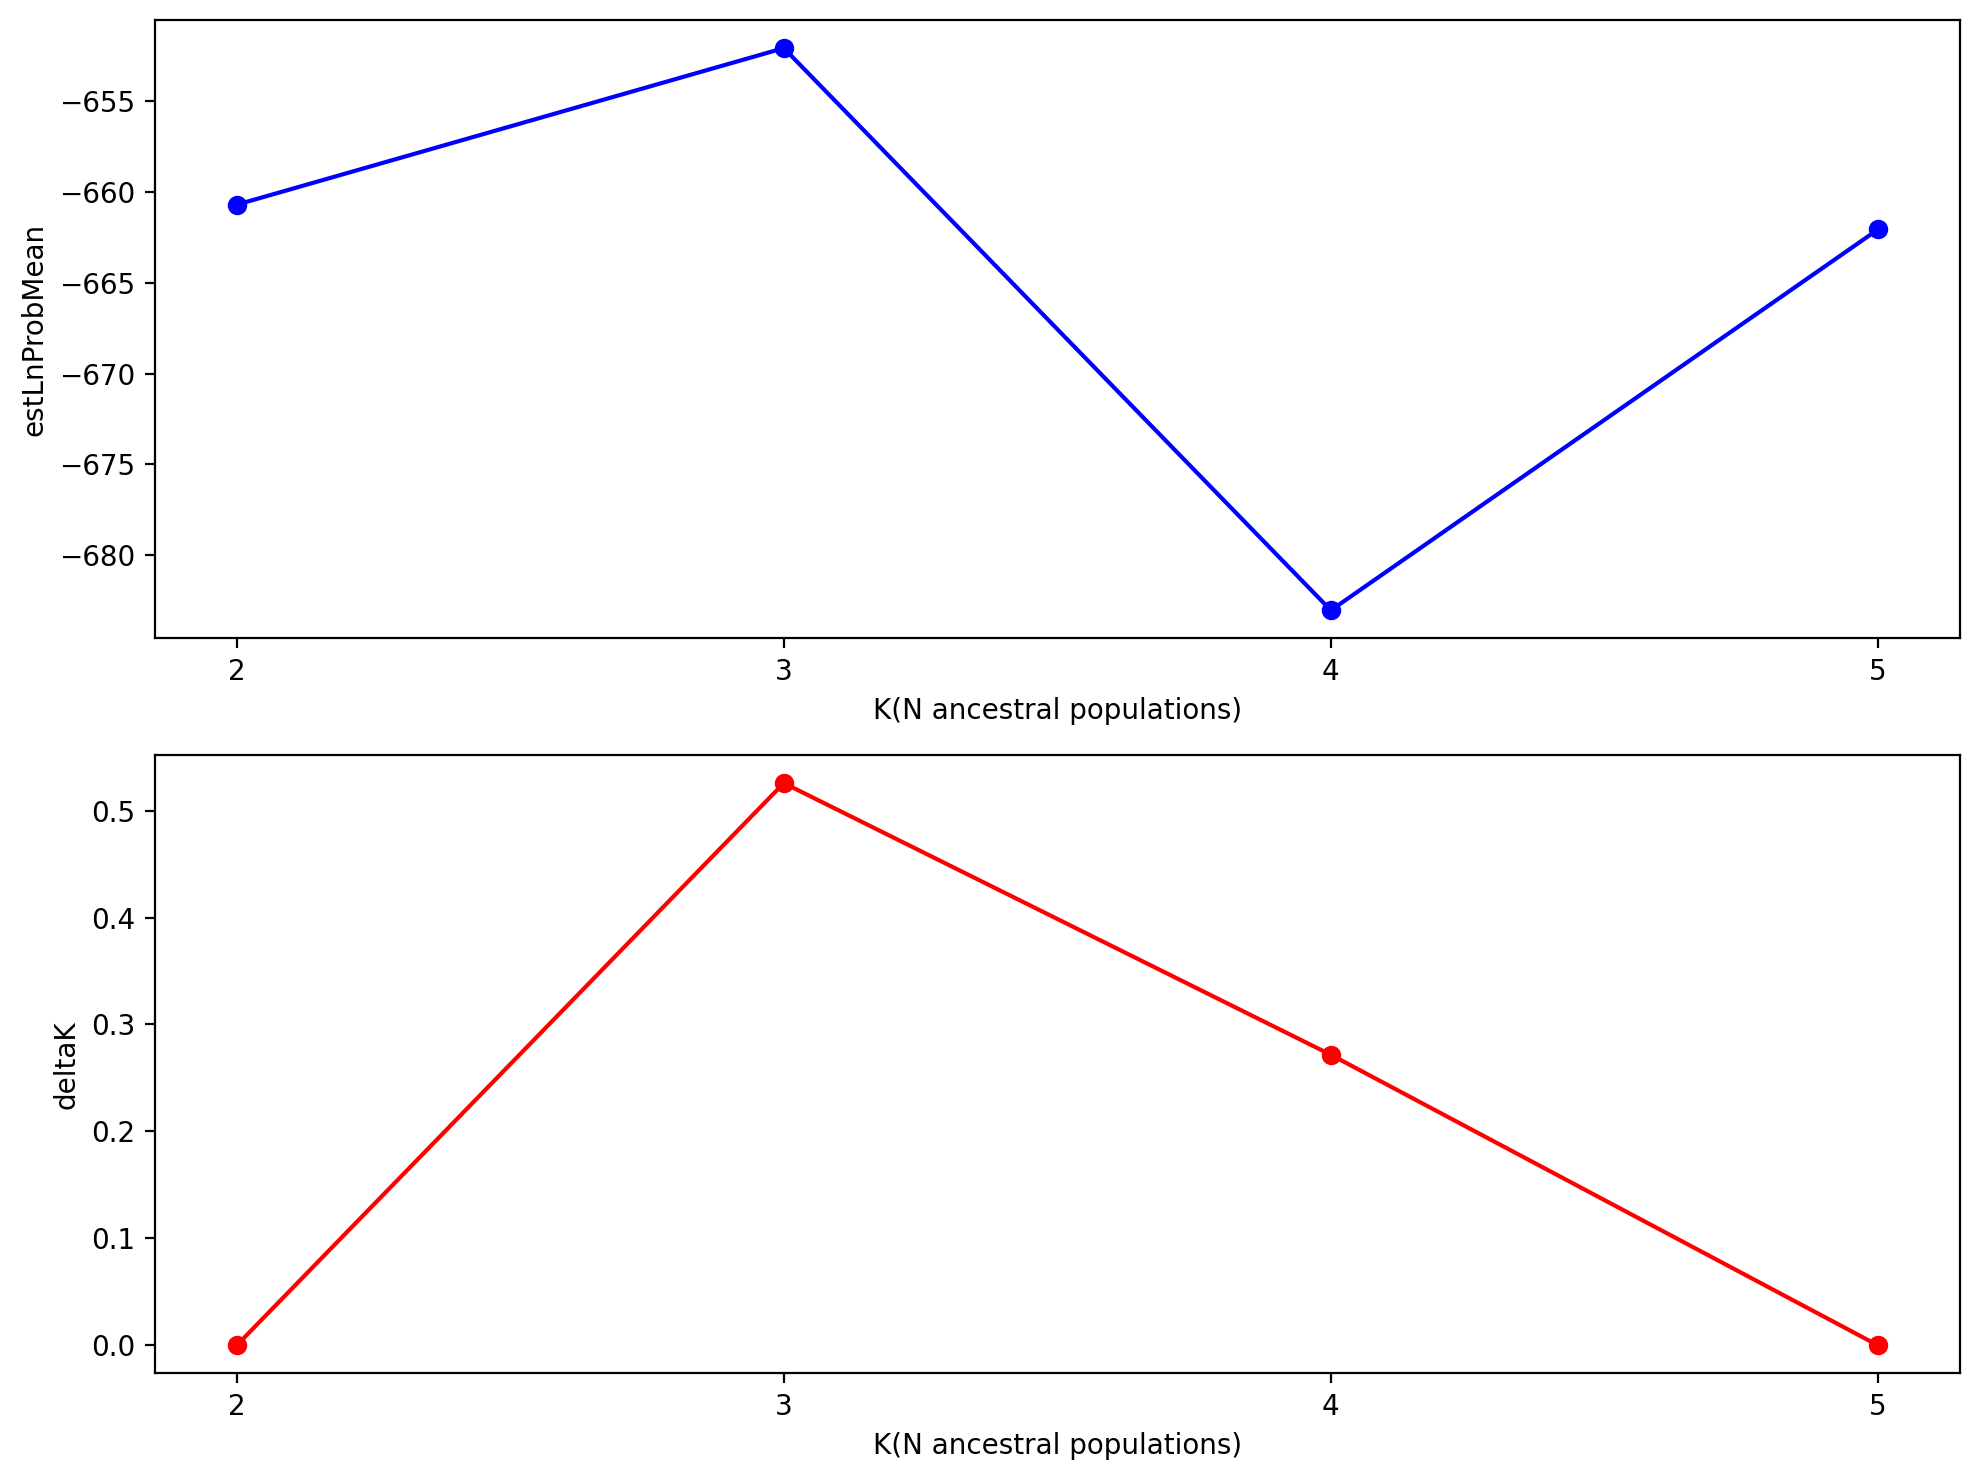 estLnProbMean
−655
−660
−665
−670
−675
−680
2 3 4 5
K(N ancestral populations)
deltaK
0.5
0.4
0.3
0.2
0.1
0.0
2 3 4 5
K(N ancestral populations)